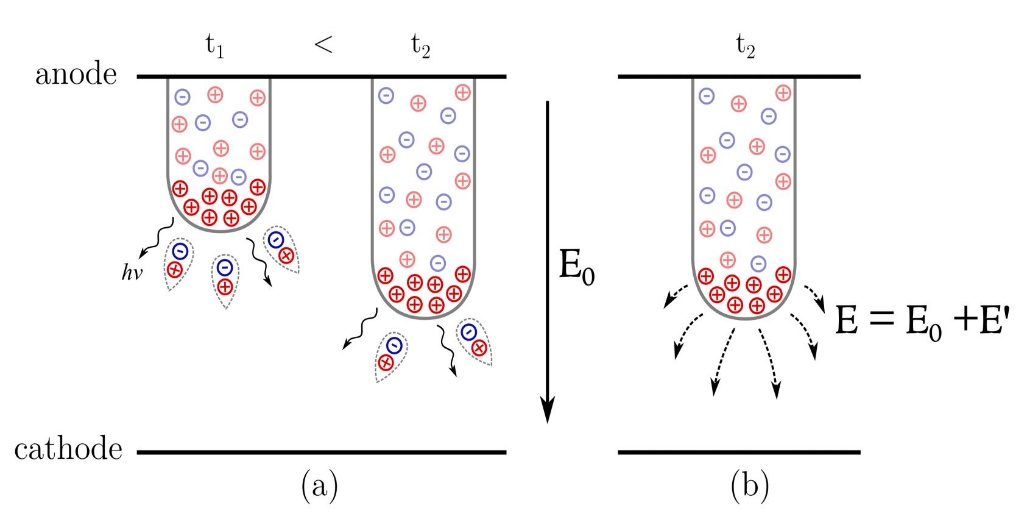 t₁ < t₂
t₂
anode
hν
E₀
E = E₀ +E'
cathode
(a)
(b)